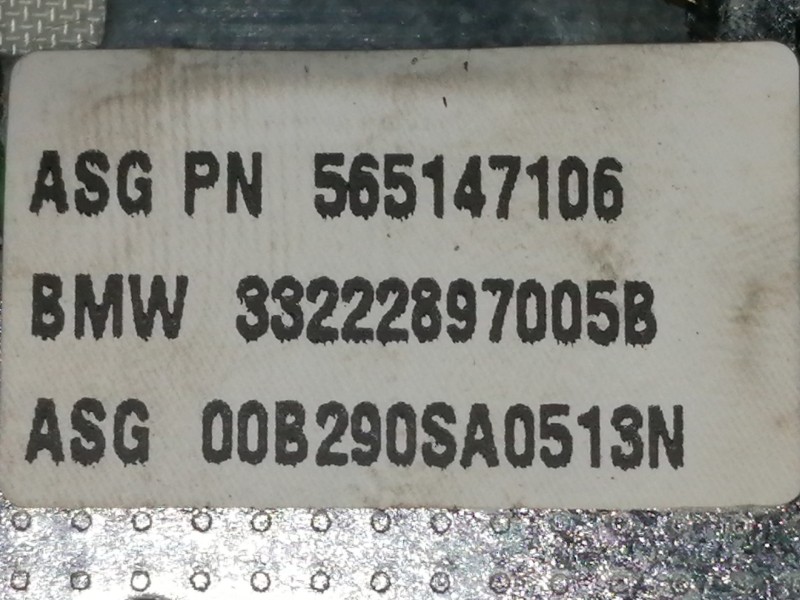 ASG PN 565147106
BMW 33222897005B
ASG 00B290SA0513N